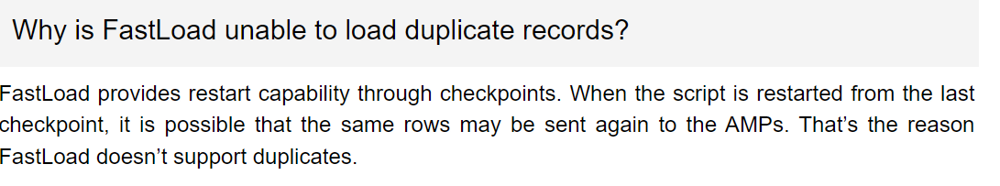 Why is FastLoad unable to load duplicate records?
FastLoad provides restart capability through checkpoints. When the script is restarted from the last
checkpoint, it is possible that the same rows may be sent again to the AMPs. That’s the reason
FastLoad doesn’t support duplicates.